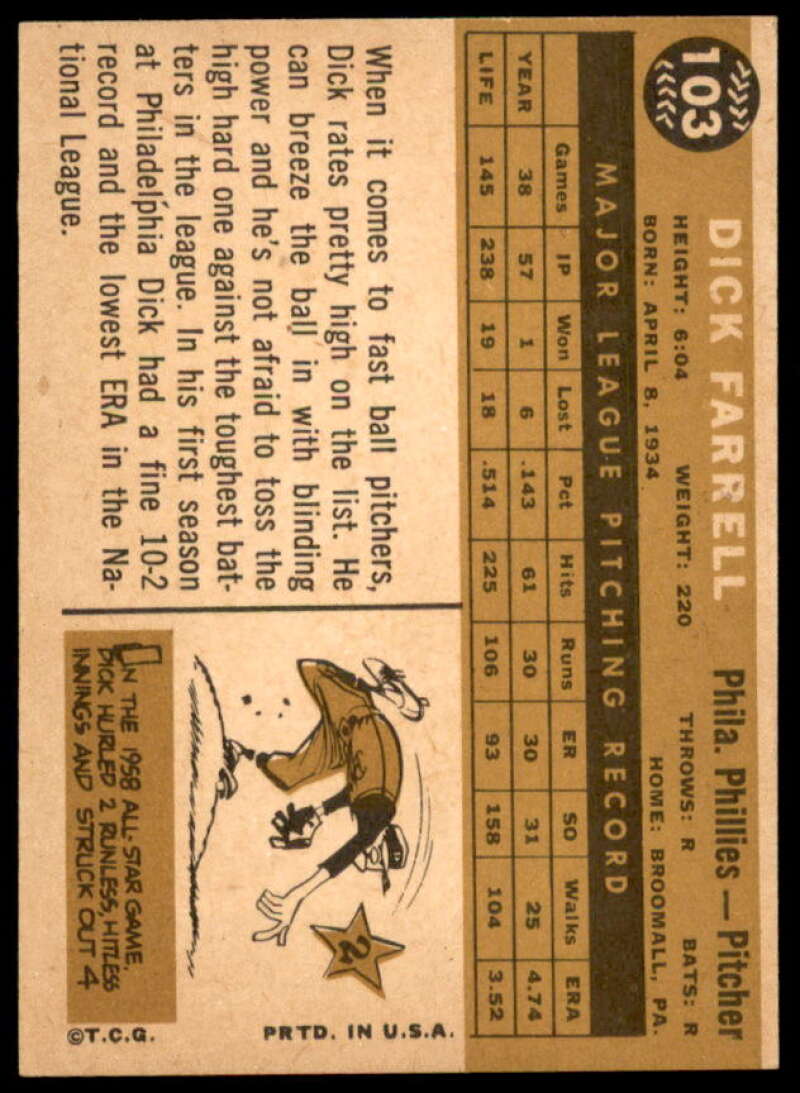 103
DICK FARRELL
Phila. Phillies — Pitcher
HEIGHT: 6:04 WEIGHT: 220 THROWS: R BATS: R
BORN: APRIL 8, 1934 HOME: BROOMALL, PA.
MAJOR LEAGUE PITCHING RECORD
Games IP Won Lost Pct Hits Runs ER SO Walks ERA
YEAR 38 57 1 6 .143 61 30 30 31 25 4.74
LIFE 145 238 19 18 .514 225 106 93 158 104 3.52
When it comes to fast ball pitchers,
Dick rates pretty high on the list. He
can breeze the ball in with blinding
power and he's not afraid to toss the
high hard one against the toughest bat-
ters in the league. In his first season
at Philadelphia Dick had a fine 10-2
record and the lowest ERA in the Na-
tional League.
2
IN THE 1958 ALL-STAR GAME,
DICK HURLED 2 RUNLESS, HITLESS
INNINGS AND STRUCK OUT 4
©T.C.G. PRTD. IN U.S.A.